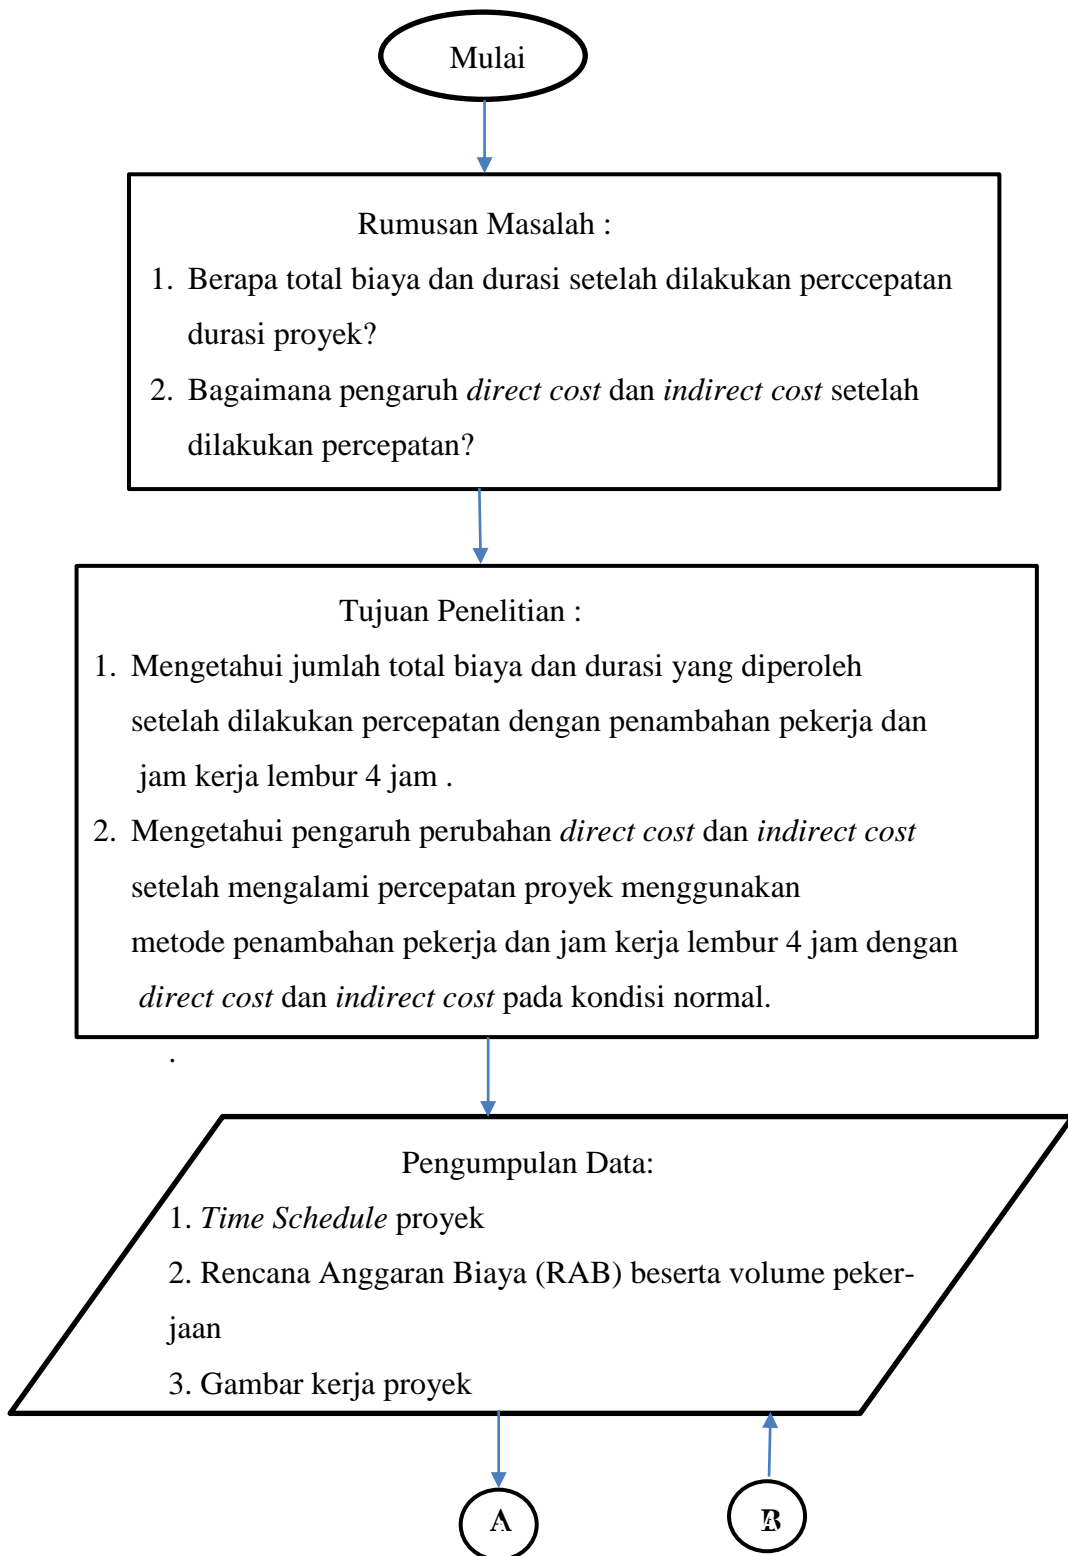 Mulai
Rumusan Masalah :
1. Berapa total biaya dan durasi setelah dilakukan perccepatan
durasi proyek?
2. Bagaimana pengaruh direct cost dan indirect cost setelah
dilakukan percepatan?
Tujuan Penelitian :
1. Mengetahui jumlah total biaya dan durasi yang diperoleh
setelah dilakukan percepatan dengan penambahan pekerja dan
jam kerja lembur 4 jam .
2. Mengetahui pengaruh perubahan direct cost dan indirect cost
setelah mengalami percepatan proyek menggunakan
metode penambahan pekerja dan jam kerja lembur 4 jam dengan
direct cost dan indirect cost pada kondisi normal.
.
Pengumpulan Data:
1. Time Schedule proyek
2. Rencana Anggaran Biaya (RAB) beserta volume peker-
jaan
3. Gambar kerja proyek
A
B